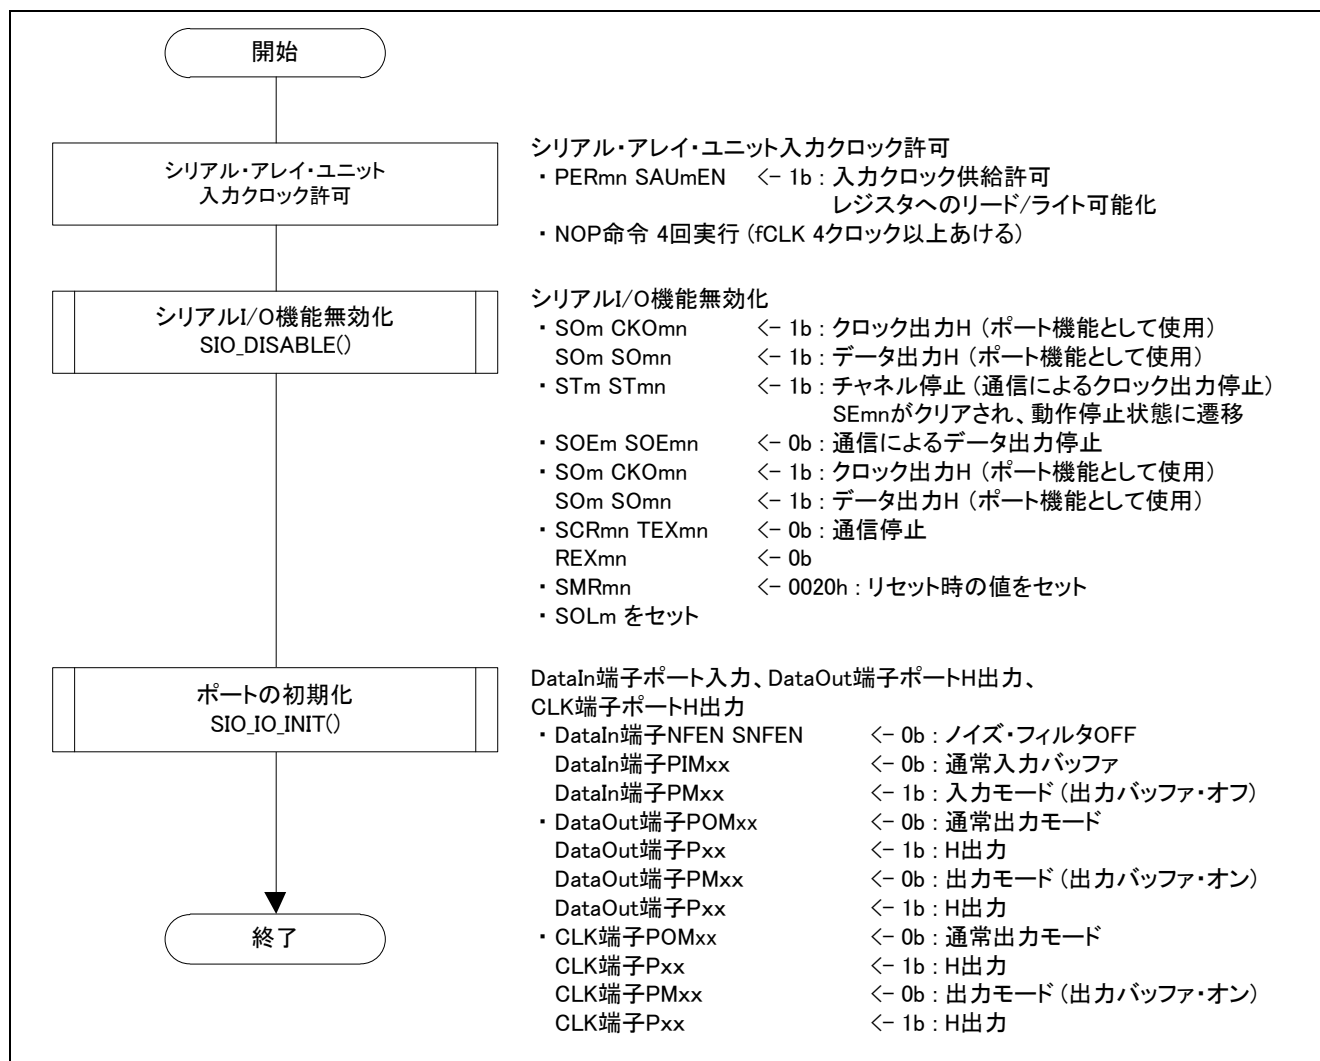 開始
シリアル・アレイ・ユニット
入力クロック許可
シリアル・アレイ・ユニット入力クロック許可
・PERmn SAUmEN <- 1b : 入力クロック供給許可
レジスタへのリード/ライト可能化
・NOP命令 4回実行 (fCLK 4クロック以上あける)
シリアルI/O機能無効化
SIO_DISABLE()
シリアルI/O機能無効化
・SOm CKOmn <- 1b : クロック出力H (ポート機能として使用)
SOm SOmn <- 1b : データ出力H (ポート機能として使用)
・STm STmn <- 1b : チャネル停止 (通信によるクロック出力停止)
SEmnがクリアされ、動作停止状態に遷移
・SOEm SOEmn <- 0b : 通信によるデータ出力停止
・SOm CKOmn <- 1b : クロック出力H (ポート機能として使用)
SOm SOmn <- 1b : データ出力H (ポート機能として使用)
・SCRmn TEXmn <- 0b : 通信停止
REXmn <- 0b
・SMRmn <- 0020h : リセット時の値をセット
・SOLm をセット
ポートの初期化
SIO_IO_INIT()
DataIn端子ポート入力、DataOut端子ポートH出力、
CLK端子ポートH出力
・DataIn端子NFEN SNFEN <- 0b : ノイズ・フィルタOFF
DataIn端子PIMxx <- 0b : 通常入力バッファ
DataIn端子PMxx <- 1b : 入力モード (出力バッファ・オフ)
・DataOut端子POMxx <- 0b : 通常出力モード
DataOut端子Pxx <- 1b : H出力
DataOut端子PMxx <- 0b : 出力モード (出力バッファ・オン)
DataOut端子Pxx <- 1b : H出力
・CLK端子POMxx <- 0b : 通常出力モード
CLK端子Pxx <- 1b : H出力
CLK端子PMxx <- 0b : 出力モード (出力バッファ・オン)
CLK端子Pxx <- 1b : H出力
終了